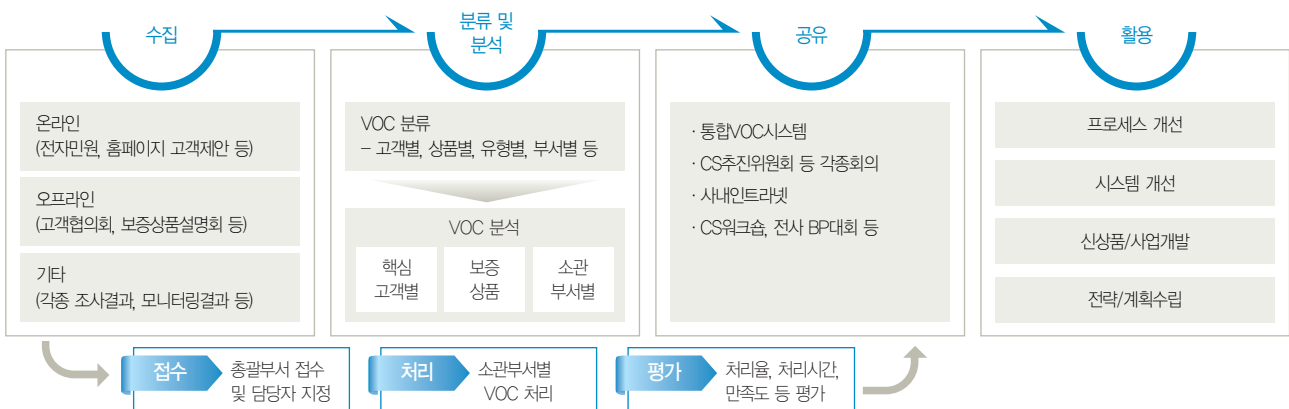 수집
분류 및
분석
공유
활용
온라인
(전자민원, 홈페이지 고객제안 등)
오프라인
(고객협의회, 보증상품설명회 등)
기타
(각종 조사결과, 모니터링결과 등)
VOC 분류
– 고객별, 상품별, 유형별, 부서별 등
VOC 분석
핵심
고객별
보증
상품
소관
부서별
· 통합VOC시스템
· CS추진위원회 등 각종회의
· 사내인트라넷
· CS워크숍, 전사 BP대회 등
프로세스 개선
시스템 개선
신상품/사업개발
전략/계획수립
접수
총괄부서 접수
및 담당자 지정
처리
소관부서별
VOC 처리
평가
처리율, 처리시간,
만족도 등 평가